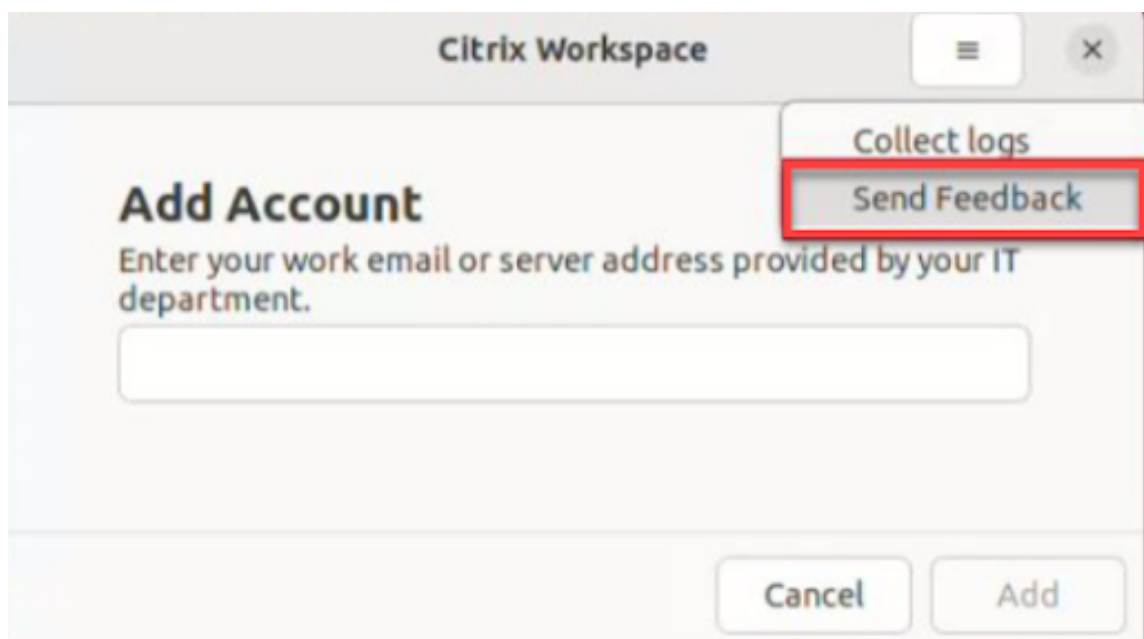 Citrix Workspace
Collect logs
Send Feedback
Add Account
Enter your work email or server address provided by your IT
department.
Cancel
Add